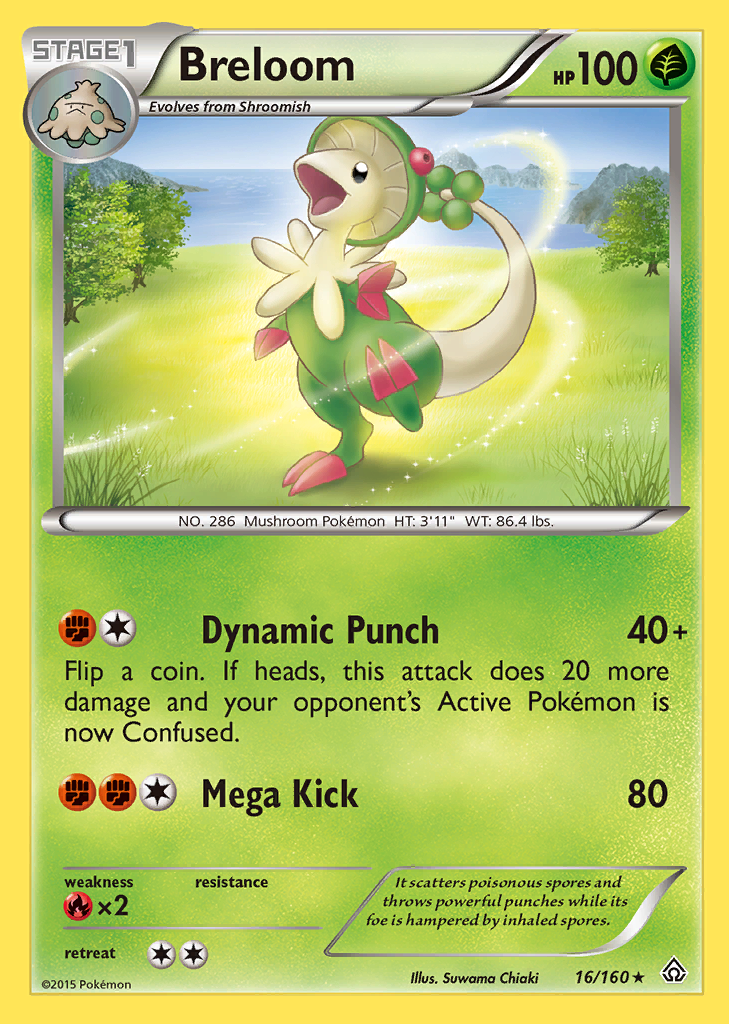 STAGE1
Breloom
HP100
Evolves from Shroomish
NO. 286 Mushroom Pokémon HT: 3'11" WT: 86.4 lbs.
Dynamic Punch 40+
Flip a coin. If heads, this attack does 20 more
damage and your opponent's Active Pokémon is
now Confused.
Mega Kick 80
weakness resistance
×2
retreat
It scatters poisonous spores and
throws powerful punches while its
foe is hampered by inhaled spores.
©2015 Pokémon
Illus. Suwama Chiaki
16/160 ★